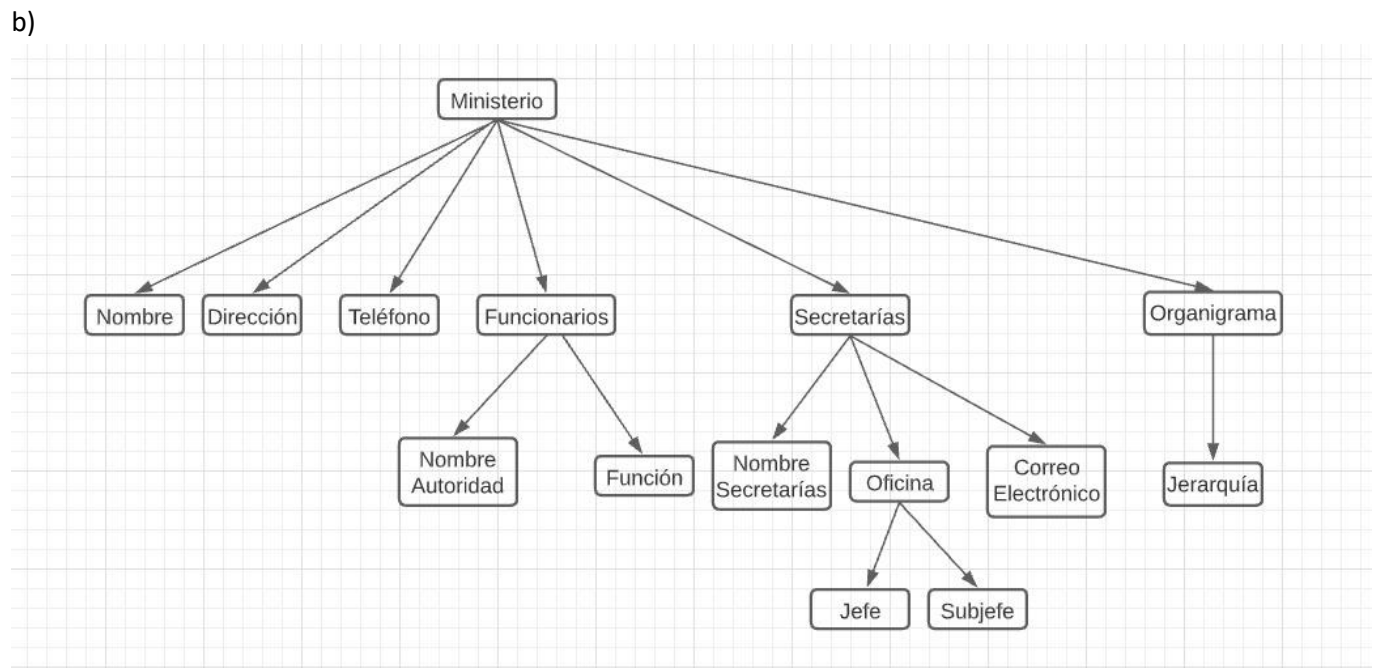 b)
Ministerio
Nombre
Dirección
Teléfono
Funcionarios
Secretarías
Organigrama
Nombre
Autoridad
Función
Nombre
Secretarías
Oficina
Correo
Electrónico
Jerarquía
Jefe
Subjefe